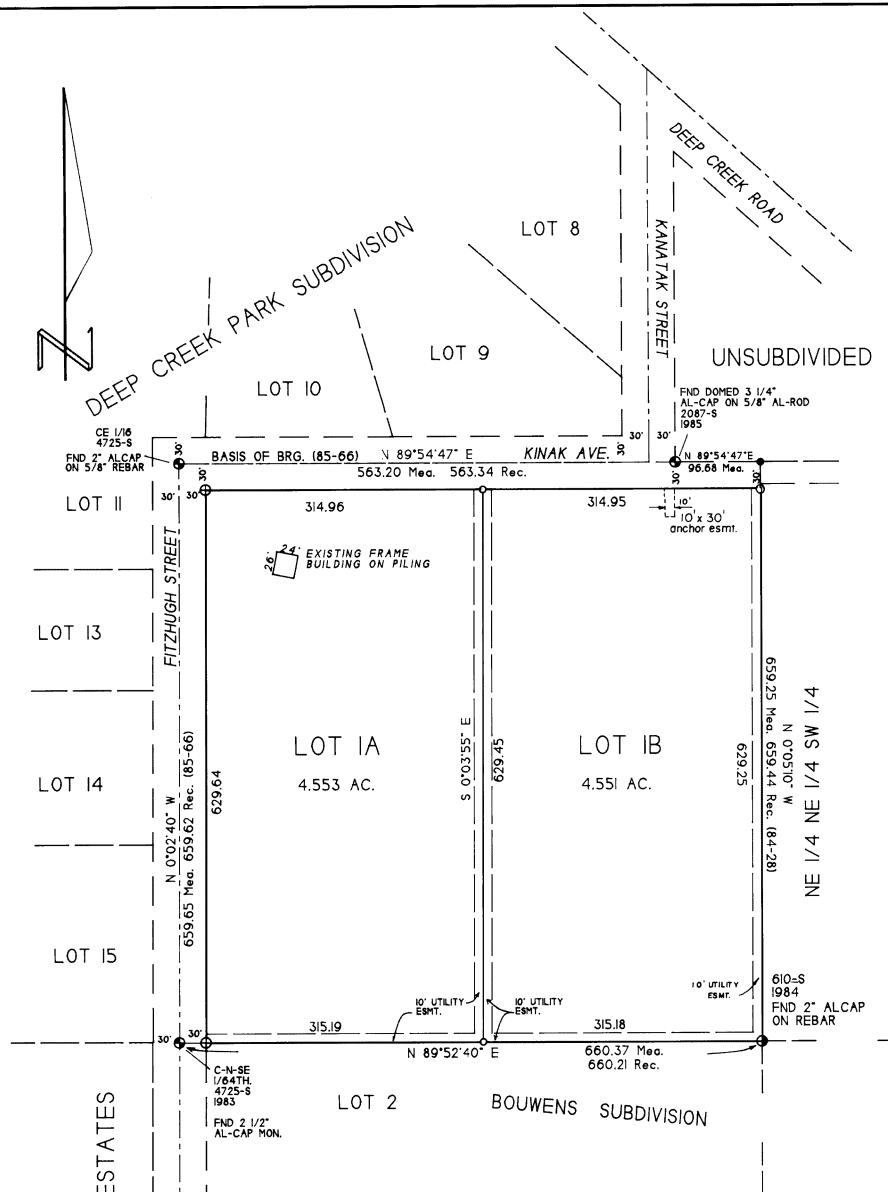 DEEP CREEK ROAD
KANATAK STREET
LOT 8
DEEP CREEK PARK SUBDIVISION
LOT 9
LOT 10
UNSUBDIVIDED
N
FND DOMED 3 1/4"
AL-CAP ON 5/8" AL-ROD
2087-S
1985
CE 1/16
4725-S
FND 2" ALCAP
ON 5/8" REBAR
30'
BASIS OF BRG. (85-66) N 89°54'47" E KINAK AVE.
30'
30' 30'
563.20 Mea. 563.34 Rec.
N 89°54'47"E
96.68 Mea.
30'
30'
30'
LOT 11
30' 30'
314.96
314.95
10'
10' x 30'
anchor esmt.
FITZHUGH STREET
24'
26'
EXISTING FRAME
BUILDING ON PILING
LOT 13
LOT 14
LOT 15
N 0°02'40" W
659.65 Mea. 659.62 Rec. (85-66)
629.64
LOT 1A
4.553 AC.
S 0°03'55" E
629.45
LOT 1B
4.551 AC.
629.25
N 0°05'10" W
659.25 Mea. 659.44 Rec. (84-28)
NE 1/4 NE 1/4 SW 1/4
10' UTILITY
ESMT.
10' UTILITY
ESMT.
10' UTILITY
ESMT.
610=S
1984
FND 2" ALCAP
ON REBAR
30' 30'
315.19
315.18
N 89°52'40" E
660.37 Mea.
660.21 Rec.
C-N-SE
1/64TH.
4725-S
1983
FND 2 1/2"
AL-CAP MON.
LOT 2
BOUWENS SUBDIVISION
ESTATES